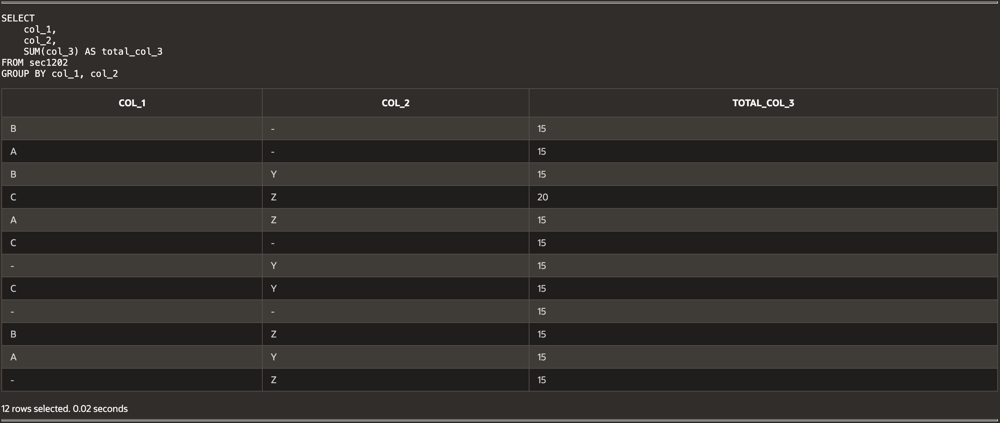 SELECT
    col_1,
    col_2,
    SUM(col_3) AS total_col_3
FROM sec1202
GROUP BY col_1, col_2
COL_1 COL_2 TOTAL_COL_3
B - 15
A - 15
B Y 15
C Z 20
A Z 15
C - 15
- Y 15
C Y 15
- - 15
B Z 15
A Y 15
- Z 15
12 rows selected. 0.02 seconds